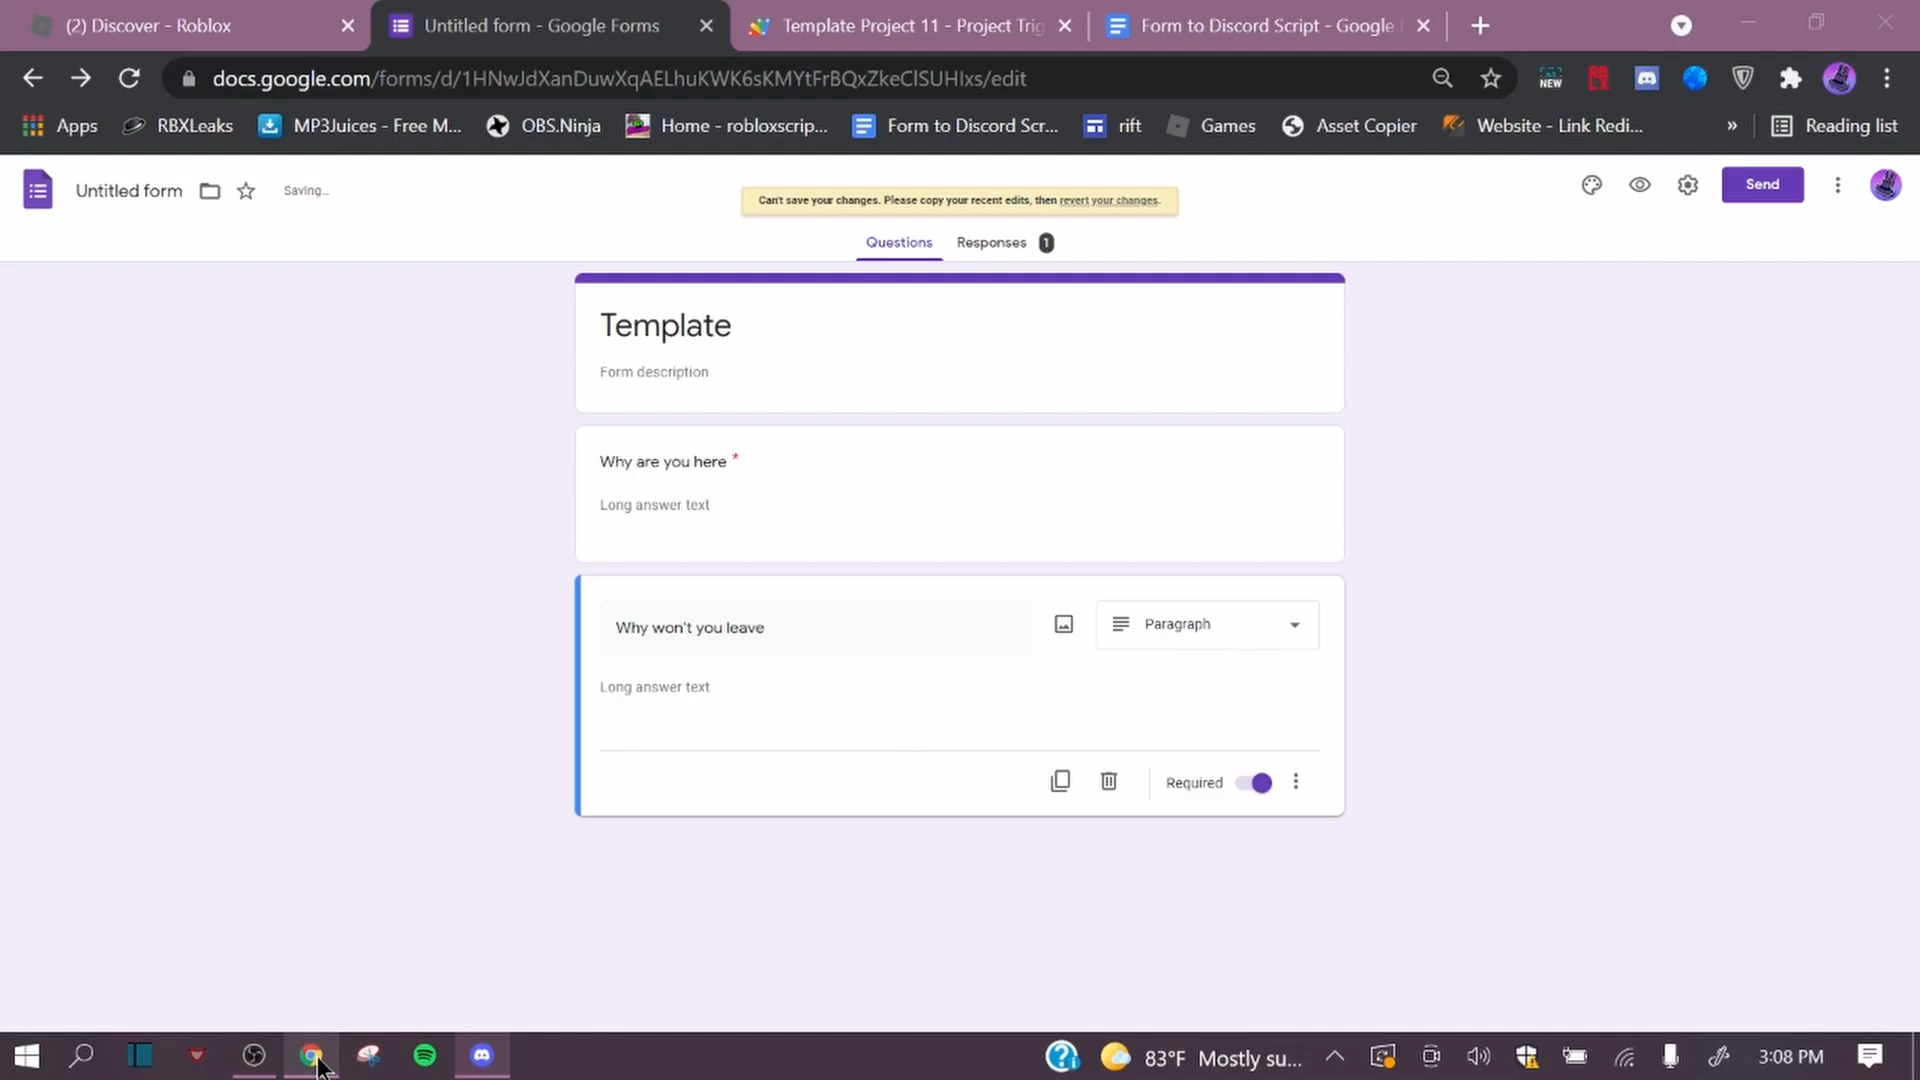 (2) Discover - Roblox
Untitled form - Google Forms
Template Project 11 - Project Trig
Form to Discord Script - Google
docs.google.com/forms/d/1HNwJdXanDuwXqAELhuKWK6sKMYtFrBQxZkeClSUHIxs/edit
NEW
Apps
RBXLeaks
MP3Juices - Free M...
OBS.Ninja
Home - robloxscrip...
Form to Discord Scr...
rift
Games
Asset Copier
Website - Link Redi...
»
Reading list
Untitled form
Saving..
Can't save your changes. Please copy your recent edits, then revert your changes.
Send
Questions
Responses 1
Template
Form description
Why are you here *
Long answer text
Why won't you leave
Paragraph
Long answer text
Required
83°F Mostly su...
3:08 PM